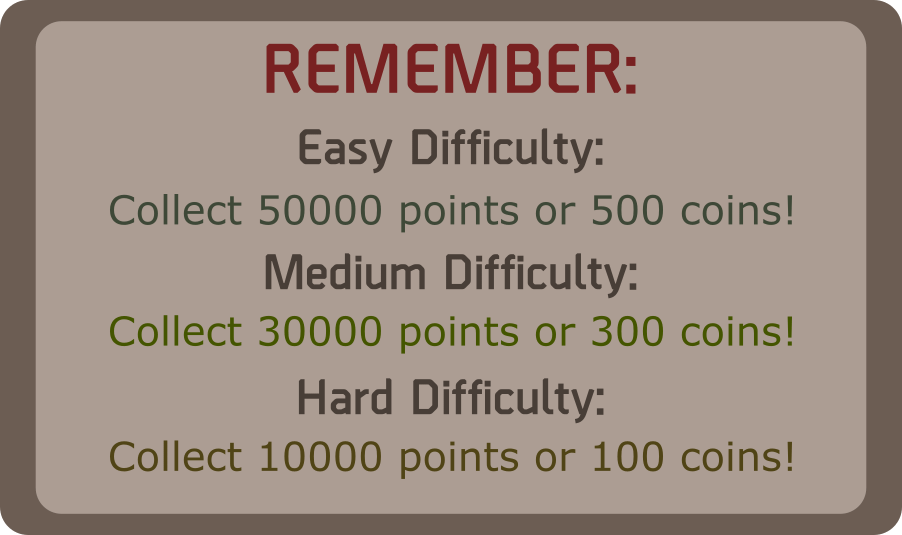 REMEMBER:
Easy Difficulty:
Collect 50000 points or 500 coins!
Medium Difficulty:
Collect 30000 points or 300 coins!
Hard Difficulty:
Collect 10000 points or 100 coins!